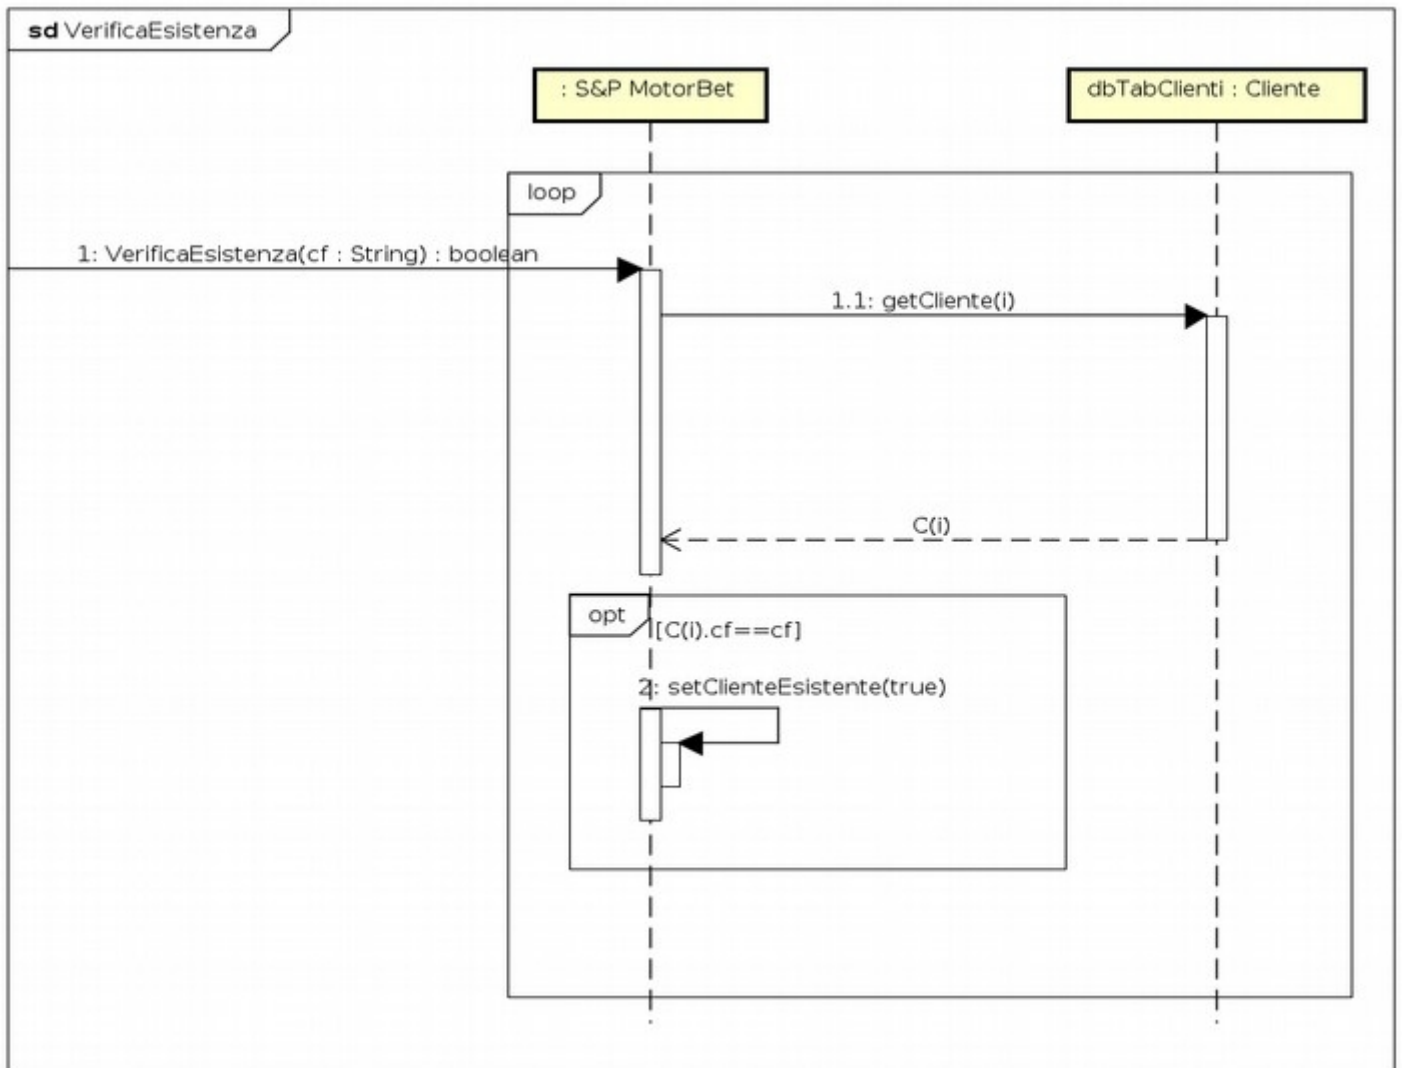 sd VerificaEsistenza
: S&P MotorBet
dbTabClienti : Cliente
loop
1: VerificaEsistenza(cf : String) : boolean
1.1: getCliente(i)
C(i)
opt
[C(i).cf==cf]
2: setClienteEsistente(true)